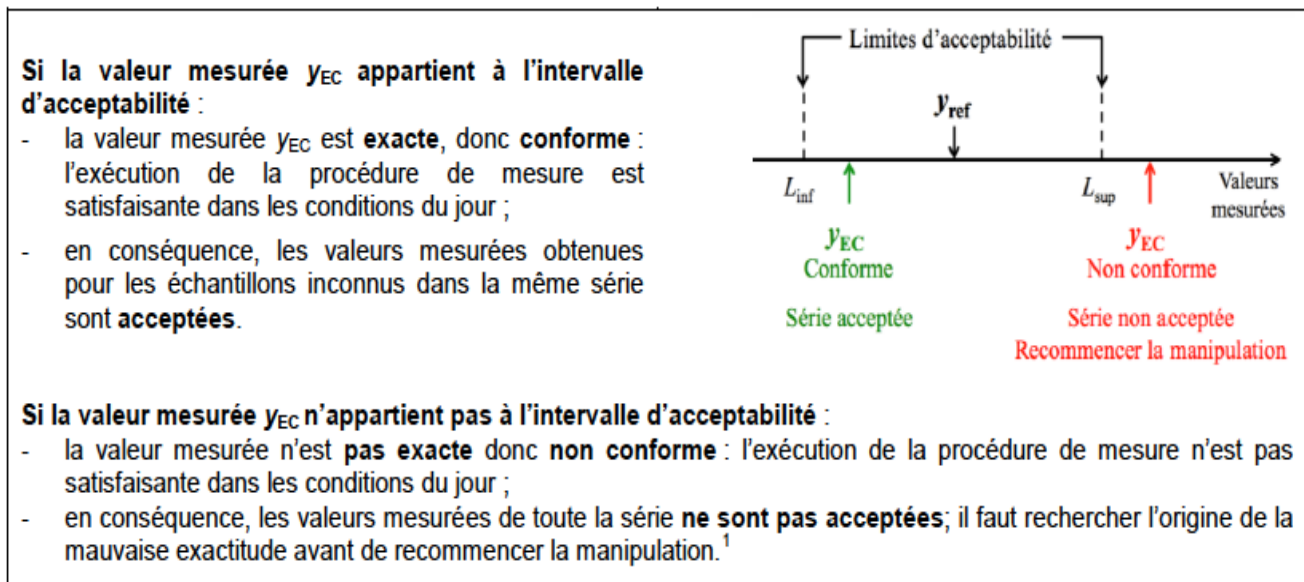 Si la valeur mesurée yEC appartient à l'intervalle
d'acceptabilité :
- la valeur mesurée yEC est exacte, donc conforme :
l'exécution de la procédure de mesure est
satisfaisante dans les conditions du jour ;
- en conséquence, les valeurs mesurées obtenues
pour les échantillons inconnus dans la même série
sont acceptées.
Limites d'acceptabilité
yref
Linf
Lsup
Valeurs
mesurées
yEC
Conforme
Série acceptée
yEC
Non conforme
Série non acceptée
Recommencer la manipulation
Si la valeur mesurée yEC n'appartient pas à l'intervalle d'acceptabilité :
- la valeur mesurée n'est pas exacte donc non conforme : l'exécution de la procédure de mesure n'est pas
satisfaisante dans les conditions du jour ;
- en conséquence, les valeurs mesurées de toute la série ne sont pas acceptées; il faut rechercher l'origine de la
mauvaise exactitude avant de recommencer la manipulation.1